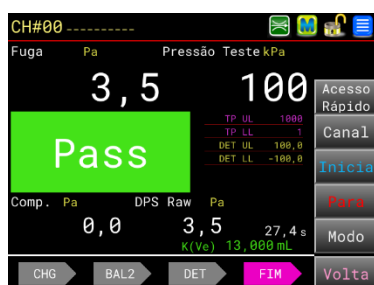 CH#00----------
M
Fuga Pa Pressão Teste kPa
3,5 100
Acesso
Rápido
TP UL 1000
TP LL 1
DET UL 100,0
DET LL -100,0
Canal
Pass
Inicia
Comp. Pa DPS Raw Pa
Para
0,0 3,5 27,4 s
K(Ve) 13,000 mL
Modo
CHG BAL2 DET FIM Volta